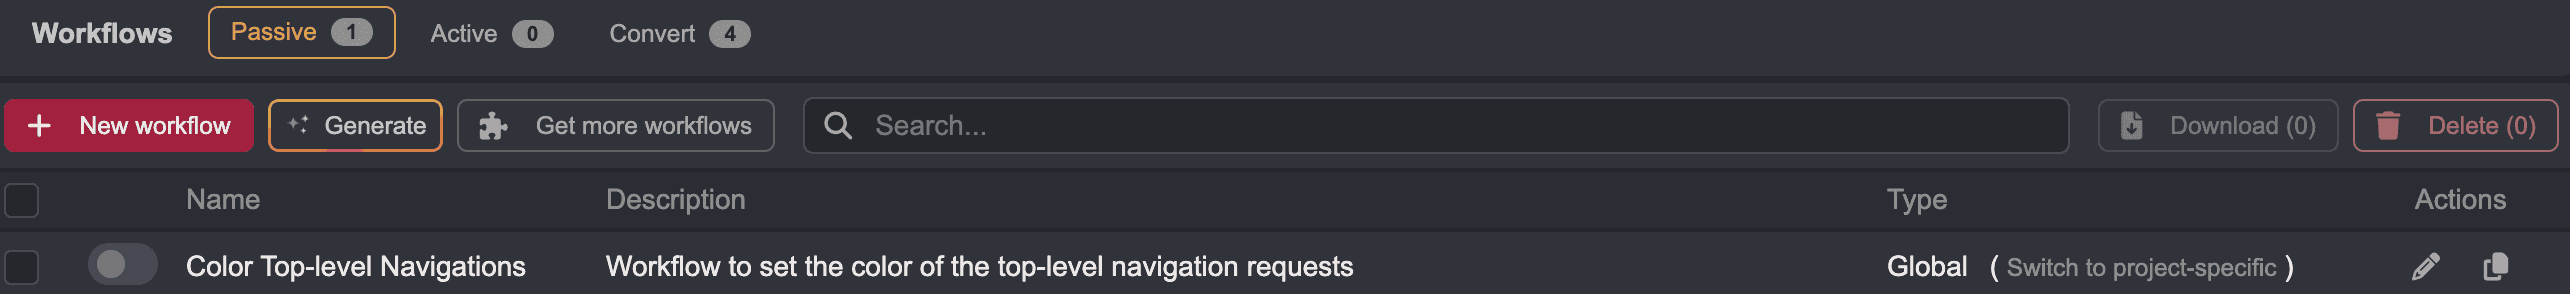 Workflows Passive 1 Active 0 Convert 4
New workflow Generate Get more workflows Search... Download (0) Delete (0)
Name Description Type Actions
Color Top-level Navigations Workflow to set the color of the top-level navigation requests Global ( Switch to project-specific )